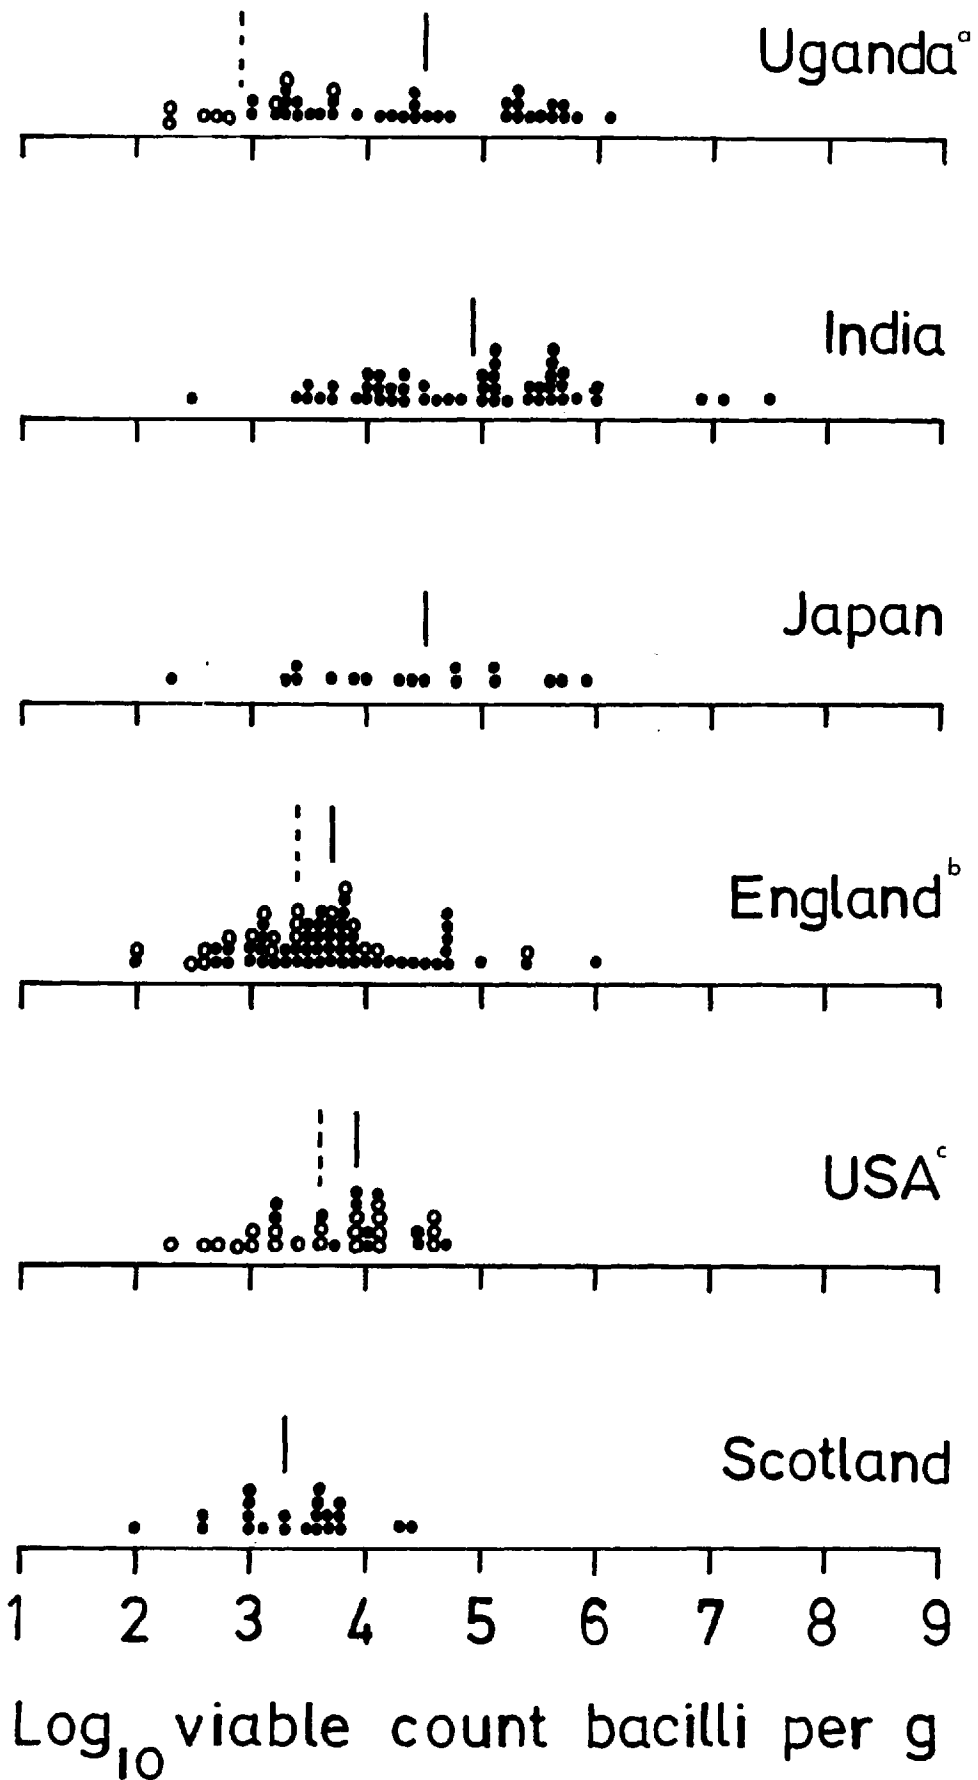 Uganda^a
India
Japan
England^b
USA^c
Scotland
1 2 3 4 5 6 7 8 9
Log₁₀ viable count bacilli per g